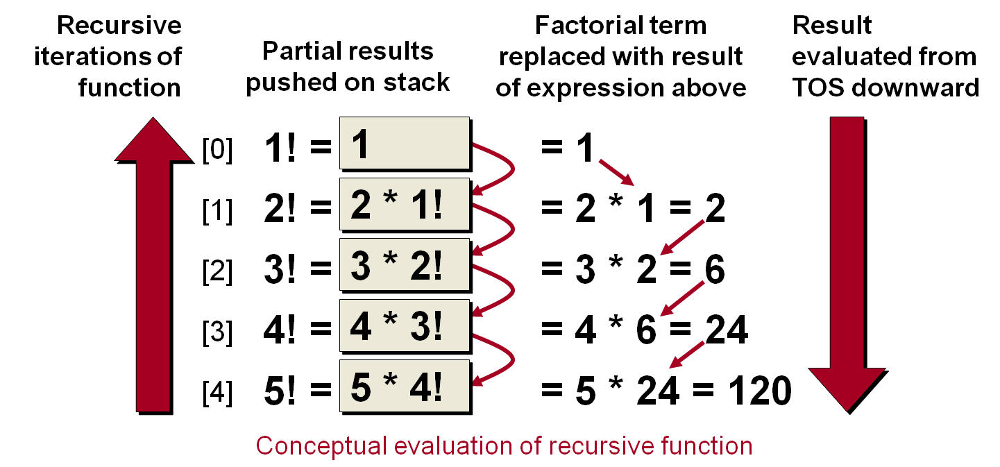 Recursive
iterations of
function
Partial results
pushed on stack
Factorial term
replaced with result
of expression above
Result
evaluated from
TOS downward
[0] 1! = 1 = 1
[1] 2! = 2 * 1! = 2 * 1 = 2
[2] 3! = 3 * 2! = 3 * 2 = 6
[3] 4! = 4 * 3! = 4 * 6 = 24
[4] 5! = 5 * 4! = 5 * 24 = 120
Conceptual evaluation of recursive function